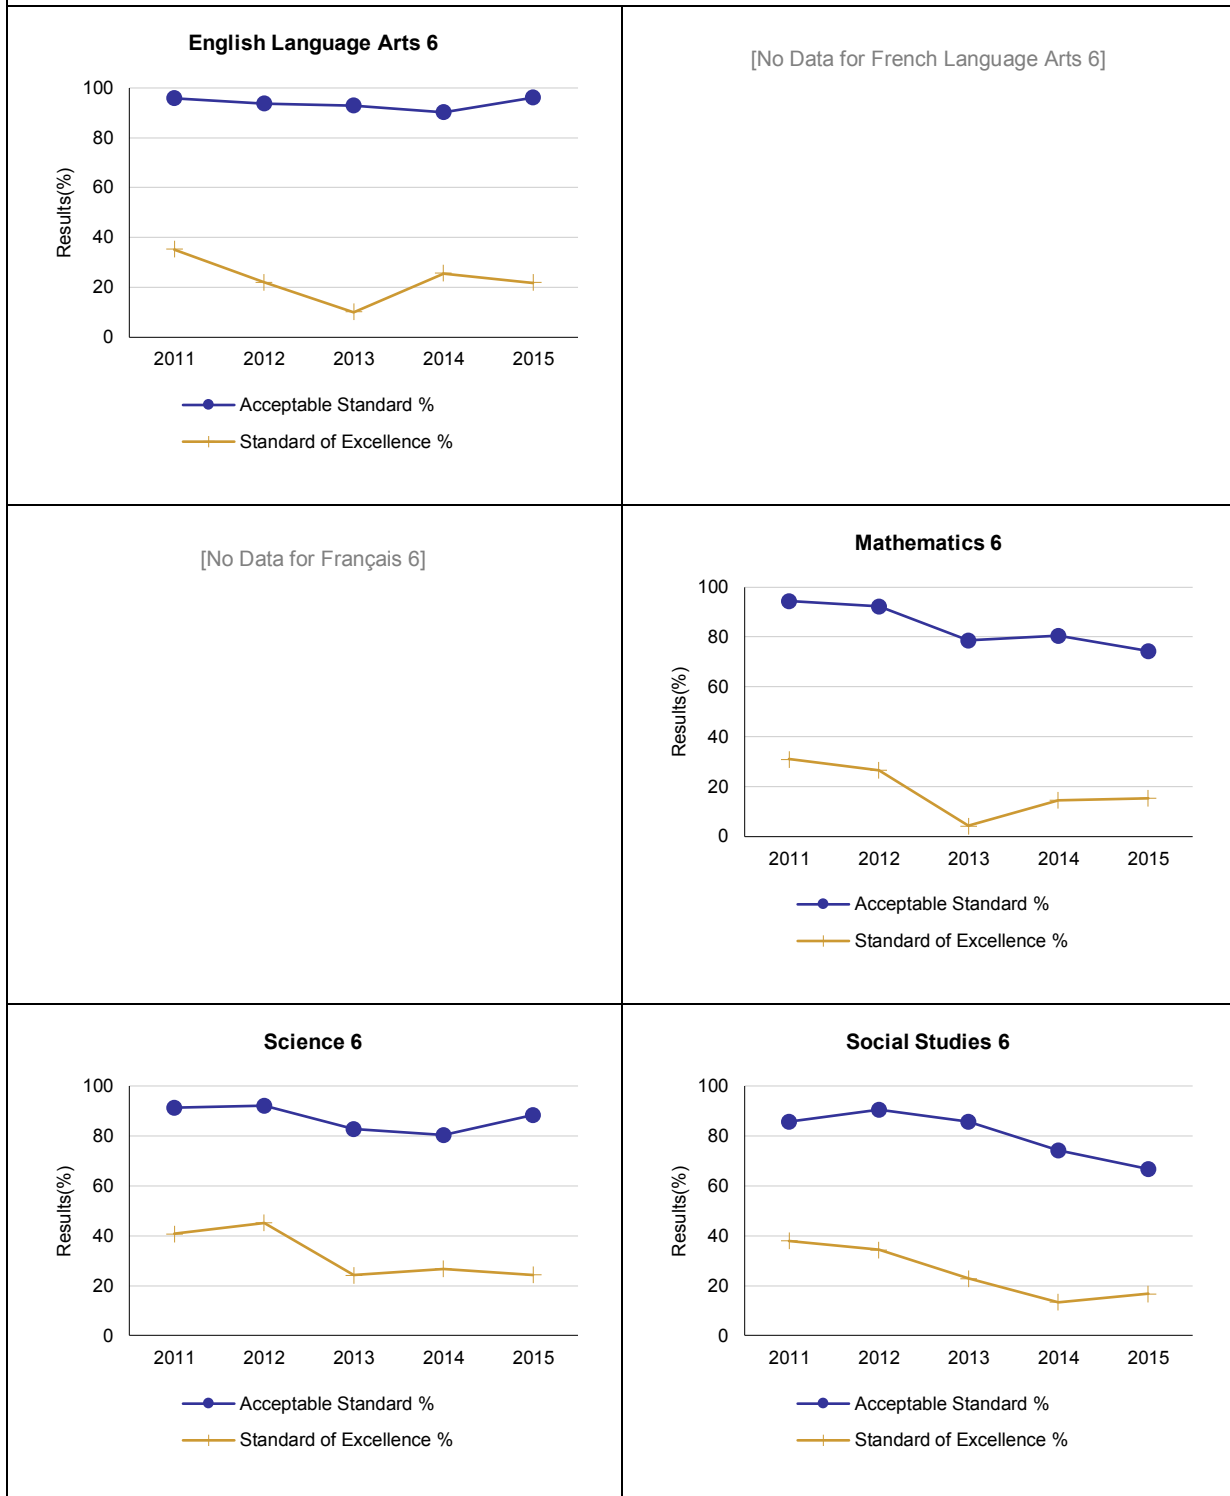 English Language Arts 6
100
80
60
40
20
0
Results(%)
2011 2012 2013 2014 2015
Acceptable Standard %
Standard of Excellence %
[No Data for French Language Arts 6]
[No Data for Français 6]
Mathematics 6
100
80
60
40
20
0
Results(%)
2011 2012 2013 2014 2015
Acceptable Standard %
Standard of Excellence %
Science 6
100
80
60
40
20
0
Results(%)
2011 2012 2013 2014 2015
Acceptable Standard %
Standard of Excellence %
Social Studies 6
100
80
60
40
20
0
Results(%)
2011 2012 2013 2014 2015
Acceptable Standard %
Standard of Excellence %